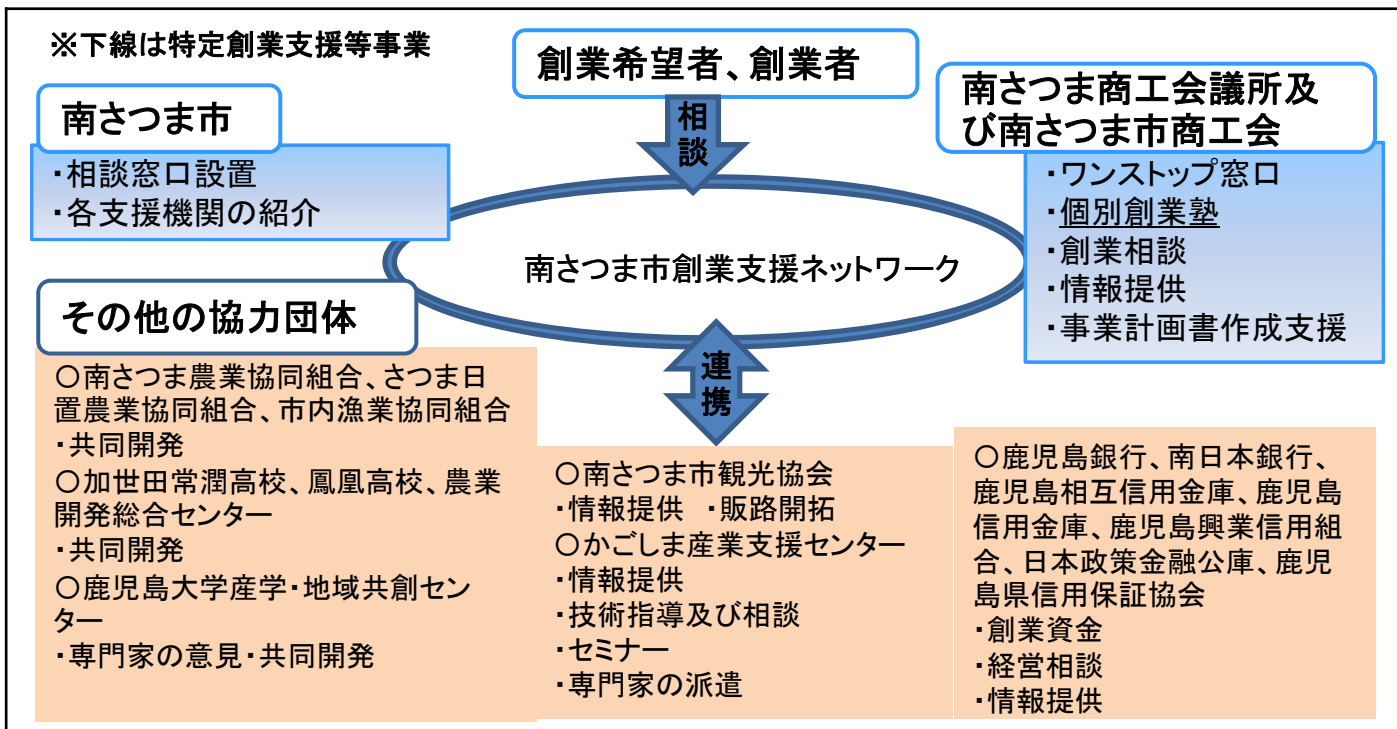 ※下線は特定創業支援等事業
創業希望者、創業者
相談
南さつま市
・相談窓口設置
・各支援機関の紹介
南さつま商工会議所及
び南さつま市商工会
・ワンストップ窓口
・個別創業塾
・創業相談
・情報提供
・事業計画書作成支援
南さつま市創業支援ネットワーク
連携
その他の協力団体
〇南さつま農業協同組合、さつま日
置農業協同組合、市内漁業協同組合
・共同開発
〇加世田常潤高校、鳳凰高校、農業
開発総合センター
・共同開発
〇鹿児島大学産学・地域共創セン
ター
・専門家の意見・共同開発
〇南さつま市観光協会
・情報提供 ・販路開拓
〇かごしま産業支援センター
・情報提供
・技術指導及び相談
・セミナー
・専門家の派遣
〇鹿児島銀行、南日本銀行、
鹿児島相互信用金庫、鹿児島
信用金庫、鹿児島興業信用組
合、日本政策金融公庫、鹿児
島県信用保証協会
・創業資金
・経営相談
・情報提供